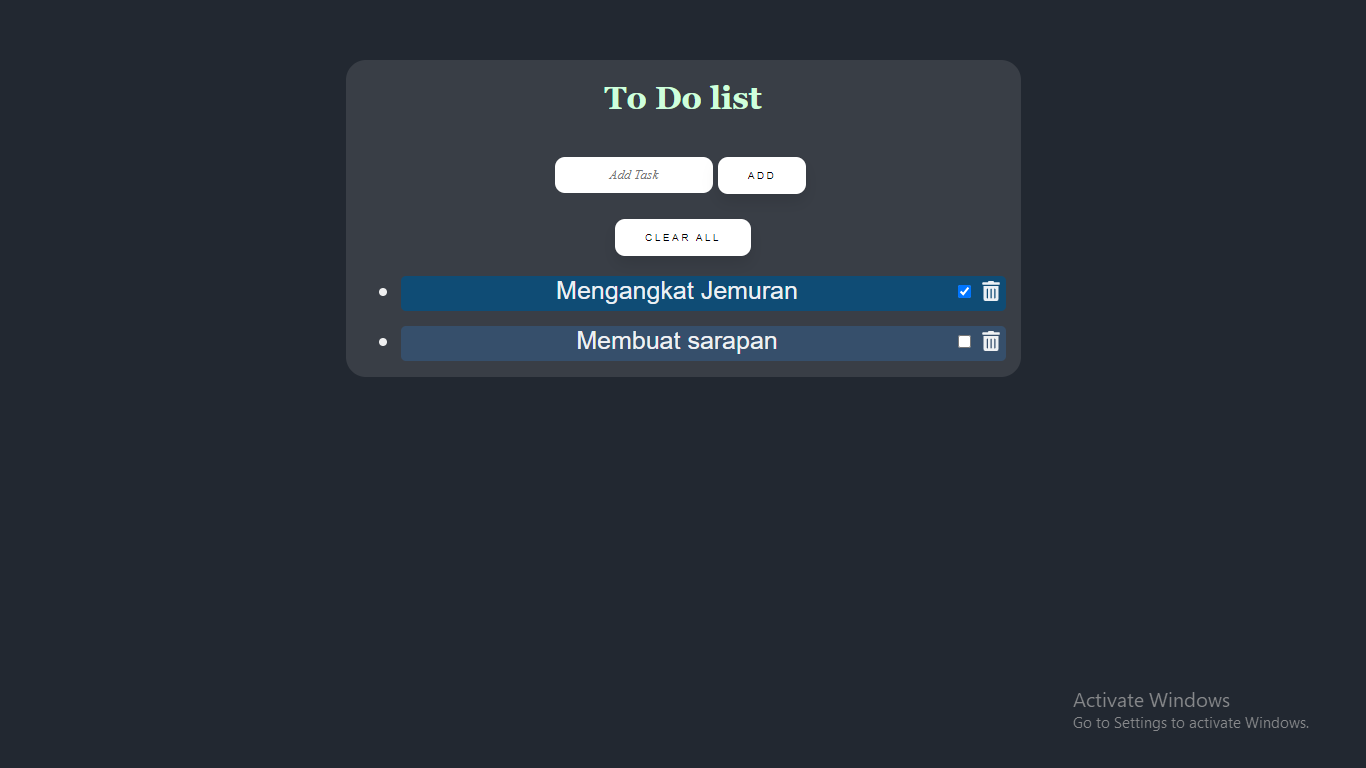 To Do list
Add Task
ADD
CLEAR ALL
Mengangkat Jemuran
Membuat sarapan
Activate Windows
Go to Settings to activate Windows.